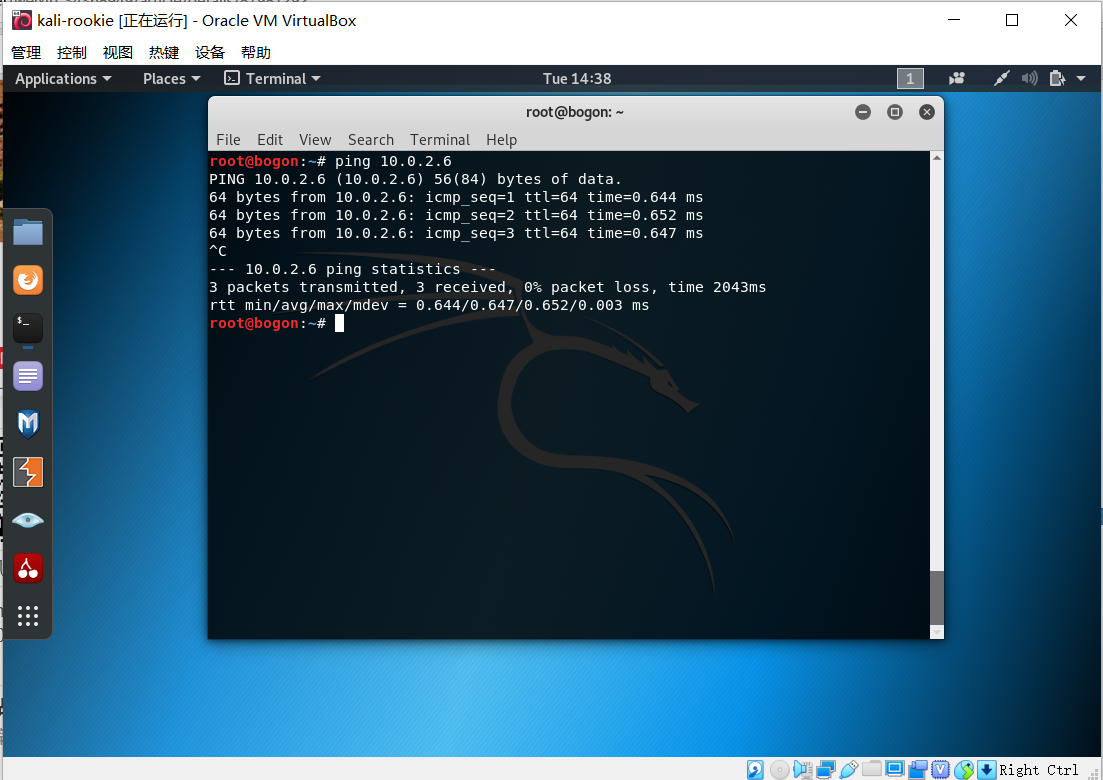 kali-rookie [正在运行] - Oracle VM VirtualBox
管理 控制 视图 热键 设备 帮助
Applications Places Terminal Tue 14:38 1
root@bogon: ~
File Edit View Search Terminal Help
root@bogon:~# ping 10.0.2.6
PING 10.0.2.6 (10.0.2.6) 56(84) bytes of data.
64 bytes from 10.0.2.6: icmp_seq=1 ttl=64 time=0.644 ms
64 bytes from 10.0.2.6: icmp_seq=2 ttl=64 time=0.652 ms
64 bytes from 10.0.2.6: icmp_seq=3 ttl=64 time=0.647 ms
^C
--- 10.0.2.6 ping statistics ---
3 packets transmitted, 3 received, 0% packet loss, time 2043ms
rtt min/avg/max/mdev = 0.644/0.647/0.652/0.003 ms
root@bogon:~#
Right Ctrl